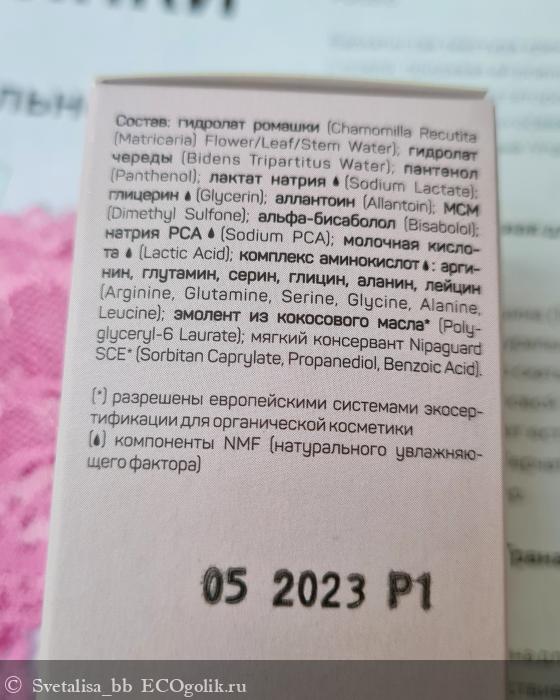 Состав: гидролат ромашки (Chamomilla Recutita
(Matricaria) Flower/Leaf/Stem Water); гидролат
череды (Bidens Tripartitus Water); пантенол
(Panthenol); лактат натрия (Sodium Lactate);
глицерин (Glycerin); аллантоин (Allantoin); МСМ
(Dimethyl Sulfone); альфа-бисаболол (Bisabolol);
натрия PCA (Sodium PCA); молочная кисло-
та (Lactic Acid); комплекс аминокислот: арги-
нин, глутамин, серин, глицин, аланин, лейцин
(Arginine, Glutamine, Serine, Glycine, Alanine,
Leucine); эмолент из кокосового масла* (Poly-
glyceryl-6 Laurate); мягкий консервант Nipaguard
SCE* (Sorbitan Caprylate, Propanediol, Benzoic Acid).
(*) разрешены европейскими системами экосер-
тификации для органической косметики
() компоненты NMF (натурального увлажняю-
щего фактора)
05 2023 P1
© Svetalisa_bb ECOgolik.ru